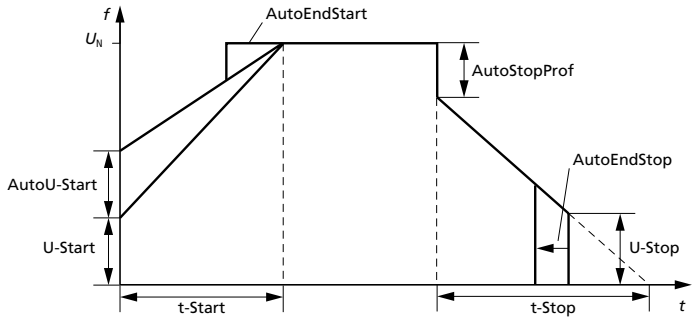 f
AutoEndStart
U_N
AutoStopProf
AutoEndStop
AutoU-Start
U-Start
U-Stop
t-Start
t-Stop
t